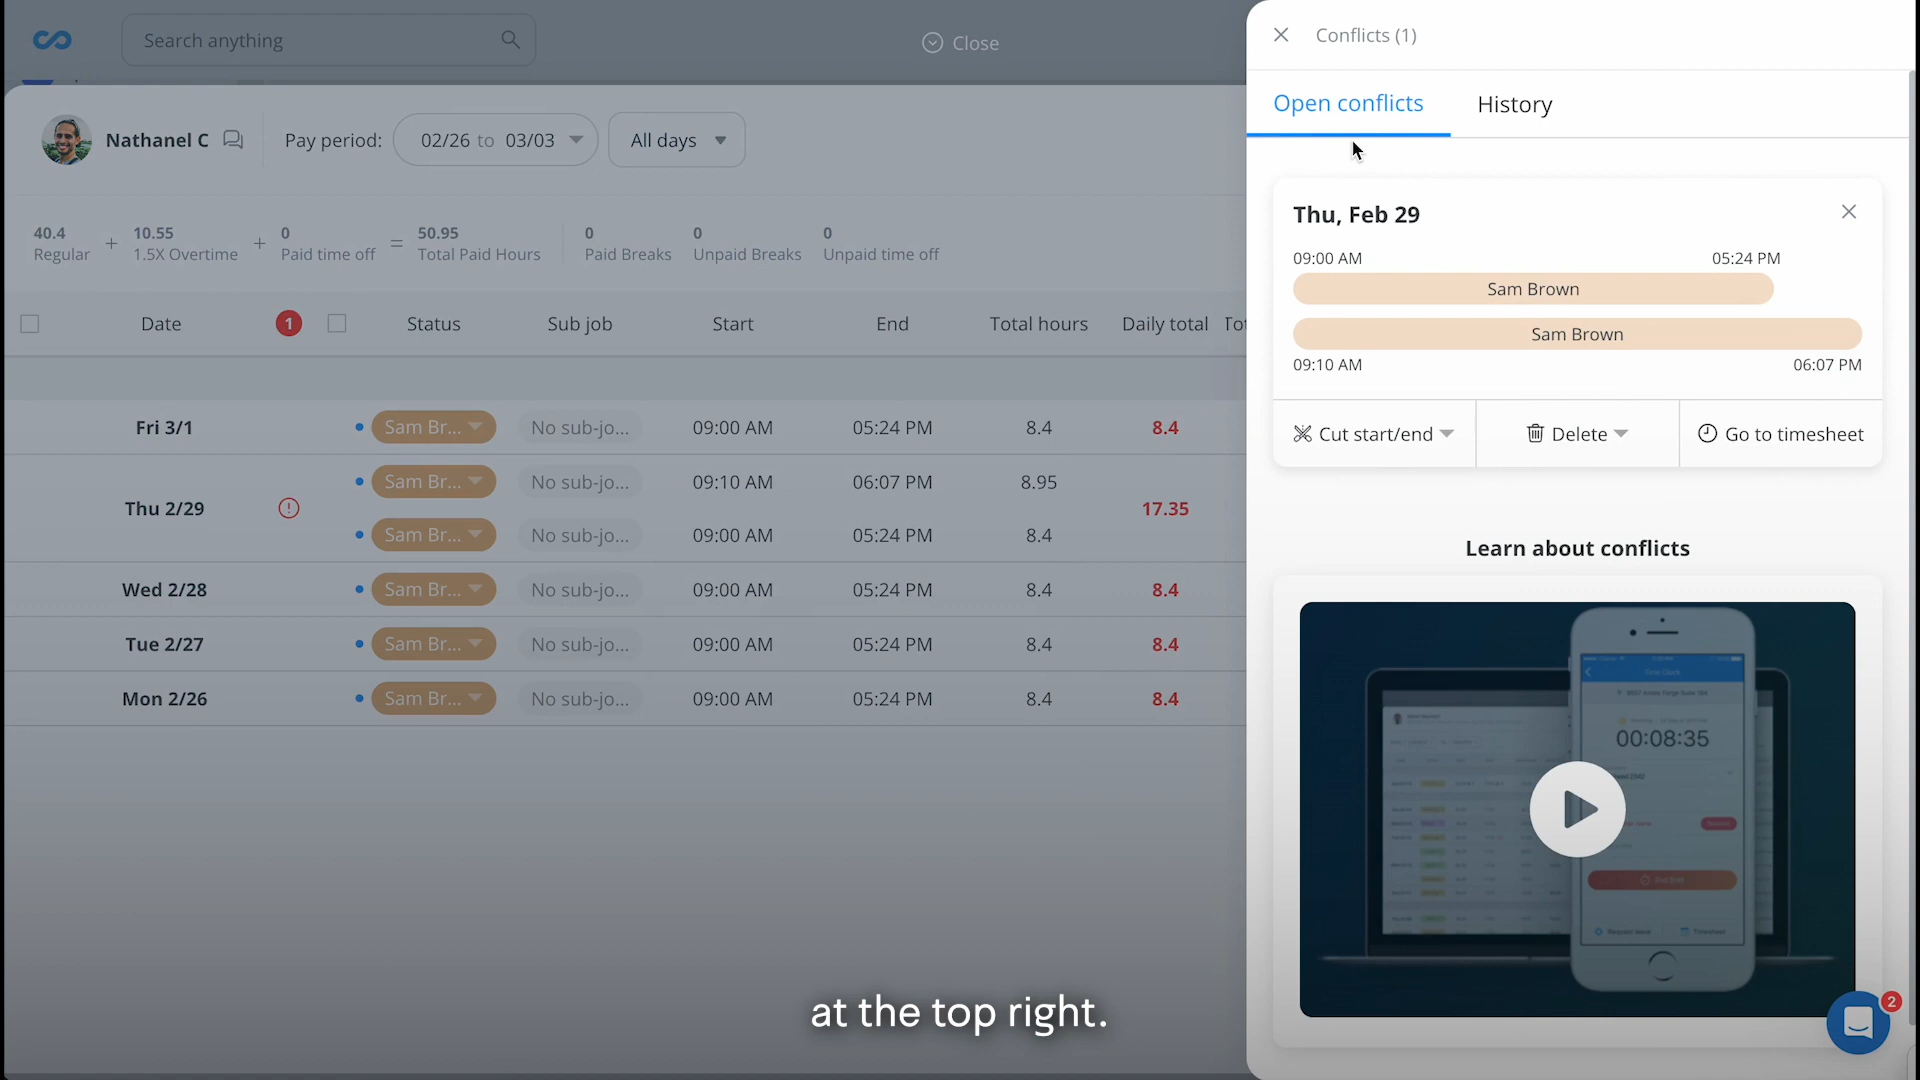 Search anything
Close
Conflicts (1)
Open conflicts
History
Nathanel C
Pay period:
02/26 to 03/03
All days
40.4
Regular
+
10.55
1.5X Overtime
+
0
Paid time off
=
50.95
Total Paid Hours
0
Paid Breaks
0
Unpaid Breaks
0
Unpaid time off
Date
1
Status
Sub job
Start
End
Total hours
Daily total
Tot
Fri 3/1
Sam Br...
No sub-jo...
09:00 AM
05:24 PM
8.4
8.4
Thu 2/29
Sam Br...
No sub-jo...
09:10 AM
06:07 PM
8.95
17.35
Sam Br...
No sub-jo...
09:00 AM
05:24 PM
8.4
Wed 2/28
Sam Br...
No sub-jo...
09:00 AM
05:24 PM
8.4
8.4
Tue 2/27
Sam Br...
No sub-jo...
09:00 AM
05:24 PM
8.4
8.4
Mon 2/26
Sam Br...
No sub-jo...
09:00 AM
05:24 PM
8.4
8.4
Thu, Feb 29
09:00 AM
05:24 PM
Sam Brown
Sam Brown
09:10 AM
06:07 PM
Cut start/end
Delete
Go to timesheet
Learn about conflicts
Time Clock
00:08:35
2
at the top right.